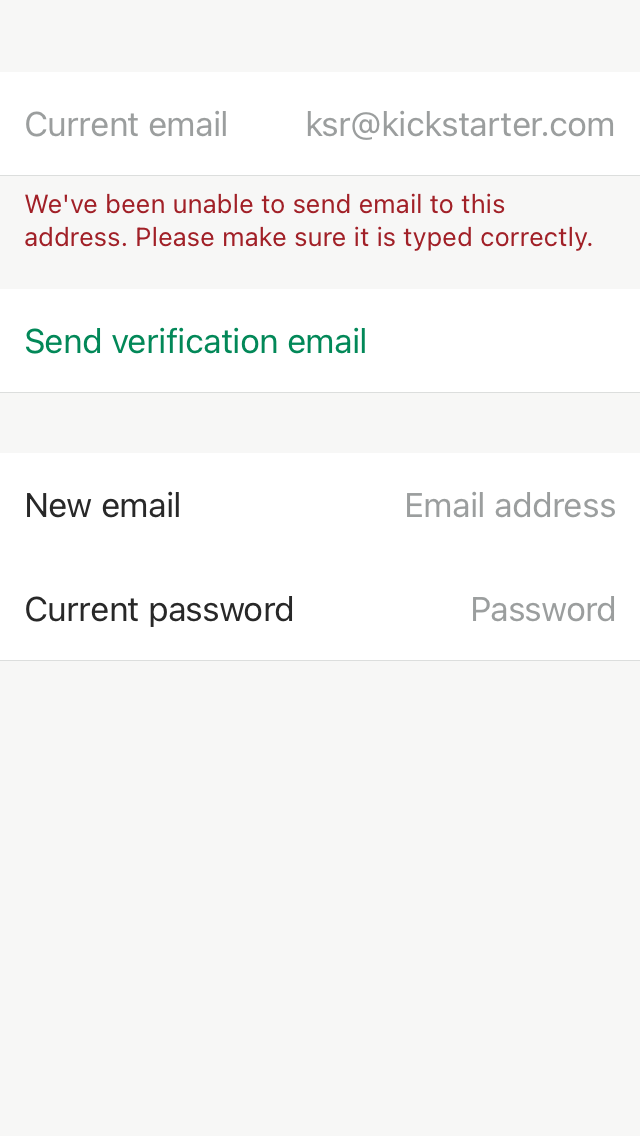 Current email ksr@kickstarter.com
We've been unable to send email to this
address. Please make sure it is typed correctly.
Send verification email
New email Email address
Current password Password